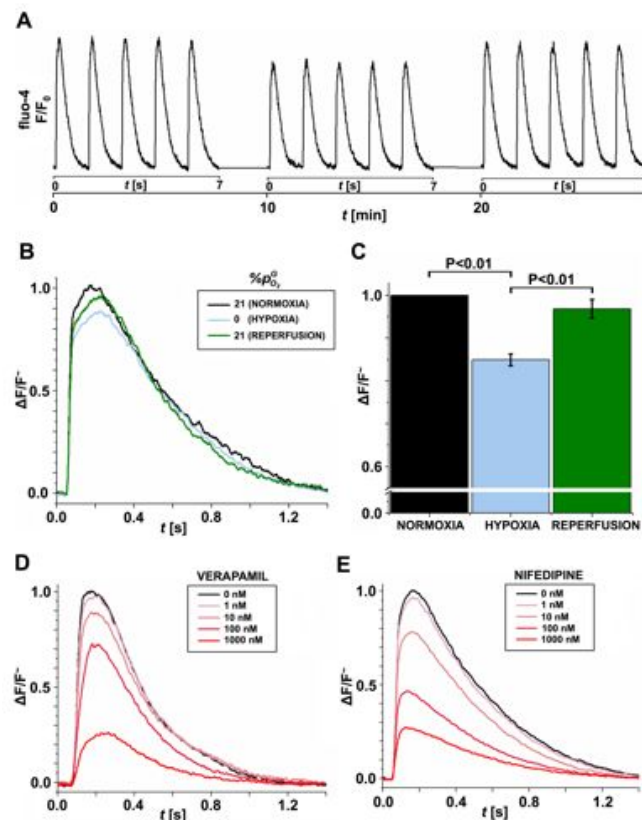 A
fluo-4
F/F0
0 t [s] 7 0 t [s] 7 0 t [s]
0 10 20
t [min]
B
%pO2 G
21 (NORMOXIA)
0 (HYPOXIA)
21 (REPERFUSION)
1.0
0.5
0.0
ΔF/F~
0.0 0.4 0.8 1.2
t [s]
C
P<0.01
P<0.01
1.0
0.6
0.0
ΔF/F~
NORMOXIA HYPOXIA REPERFUSION
D
VERAPAMIL
0 nM
1 nM
10 nM
100 nM
1000 nM
1.0
0.5
0.0
ΔF/F~
0.0 0.4 0.8 1.2
t [s]
E
NIFEDIPINE
0 nM
1 nM
10 nM
100 nM
1000 nM
1.0
0.5
0.0
ΔF/F~
0.0 0.4 0.8 1.2
t [s]